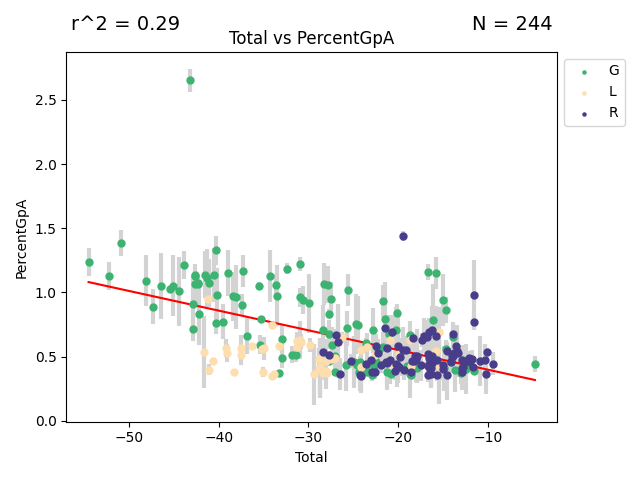 r^2 = 0.29
N = 244
Total vs PercentGpA
G
L
R
PercentGpA
2.5
2.0
1.5
1.0
0.5
0.0
−50
−40
−30
−20
−10
Total